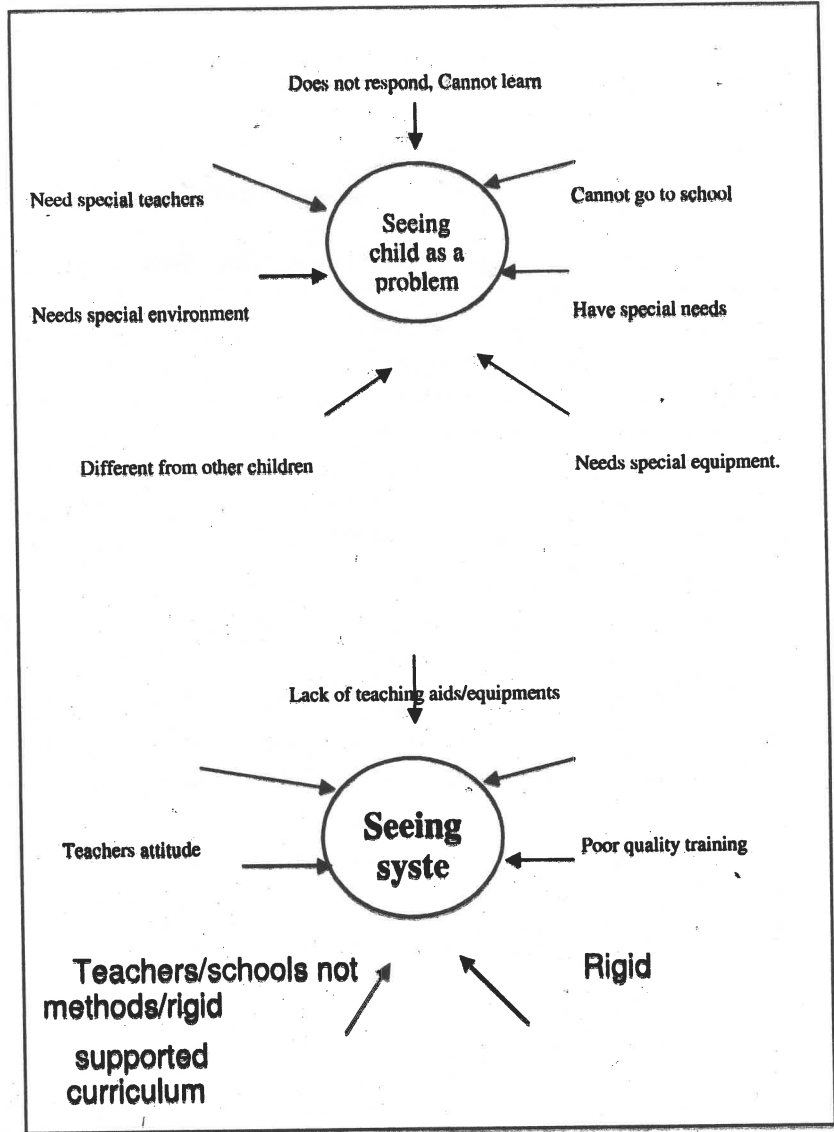 Does not respond, Cannot learn
Need special teachers
Cannot go to school
Seeing
child as a
problem
Needs special environment
Have special needs
Different from other children
Needs special equipment.
Lack of teaching aids/equipments
Seeing
syste
Teachers attitude
Poor quality training
Teachers/schools not
Rigid
methods/rigid
supported
curriculum